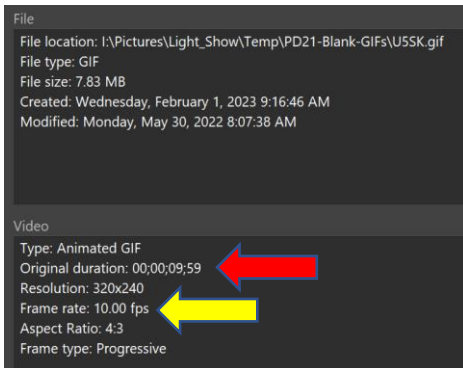 File
File location: I:\Pictures\Light_Show\Temp\PD21-Blank-GIFs\U5SK.gif
File type: GIF
File size: 7.83 MB
Created: Wednesday, February 1, 2023 9:16:46 AM
Modified: Monday, May 30, 2022 8:07:38 AM
Video
Type: Animated GIF
Original duration: 00;00;09;59
Resolution: 320x240
Frame rate: 10.00 fps
Aspect Ratio: 4:3
Frame type: Progressive